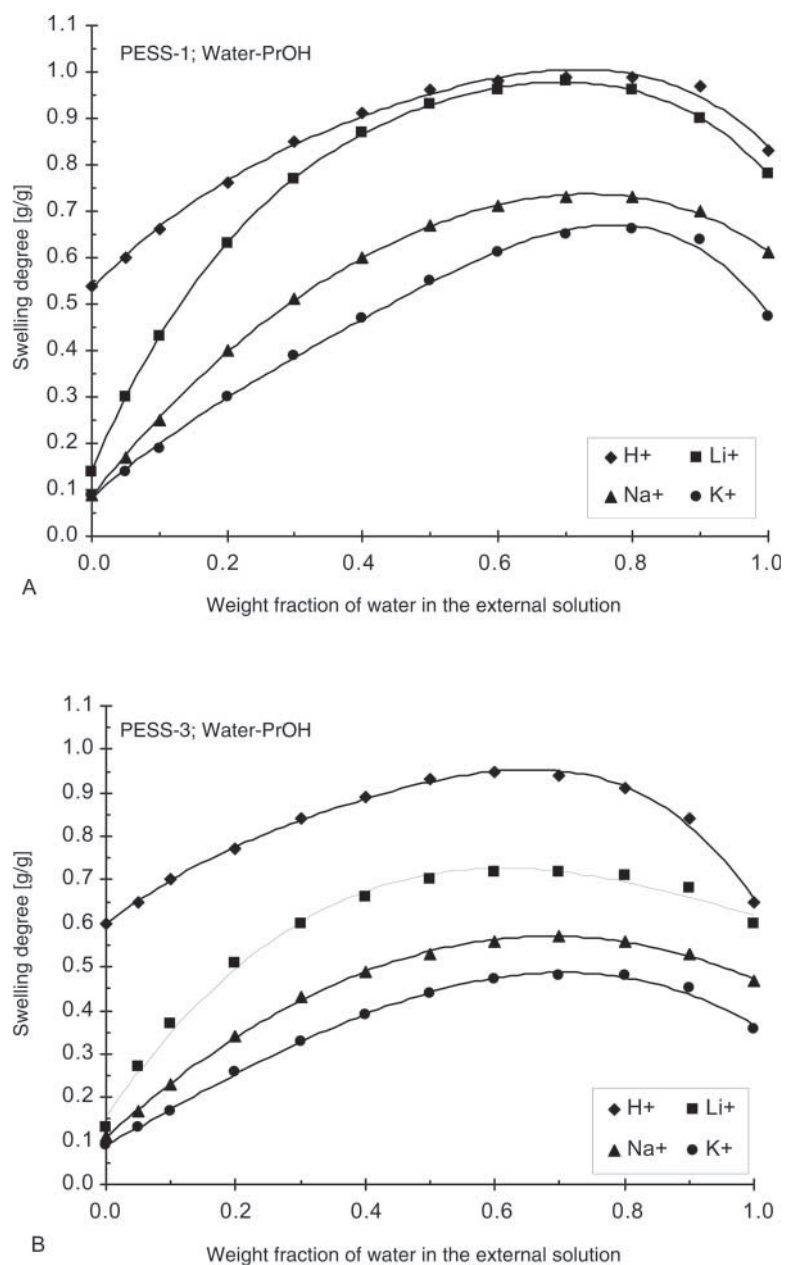 1.1
PESS-1; Water-PrOH
1.0
0.9
0.8
0.7
0.6
0.5
0.4
0.3
0.2
0.1
0.0
Swelling degree [g/g]
H+ Li+
Na+ K+
0.0 0.2 0.4 0.6 0.8 1.0
A
Weight fraction of water in the external solution
1.1
PESS-3; Water-PrOH
1.0
0.9
0.8
0.7
0.6
0.5
0.4
0.3
0.2
0.1
0.0
Swelling degree [g/g]
H+ Li+
Na+ K+
0.0 0.2 0.4 0.6 0.8 1.0
B
Weight fraction of water in the external solution